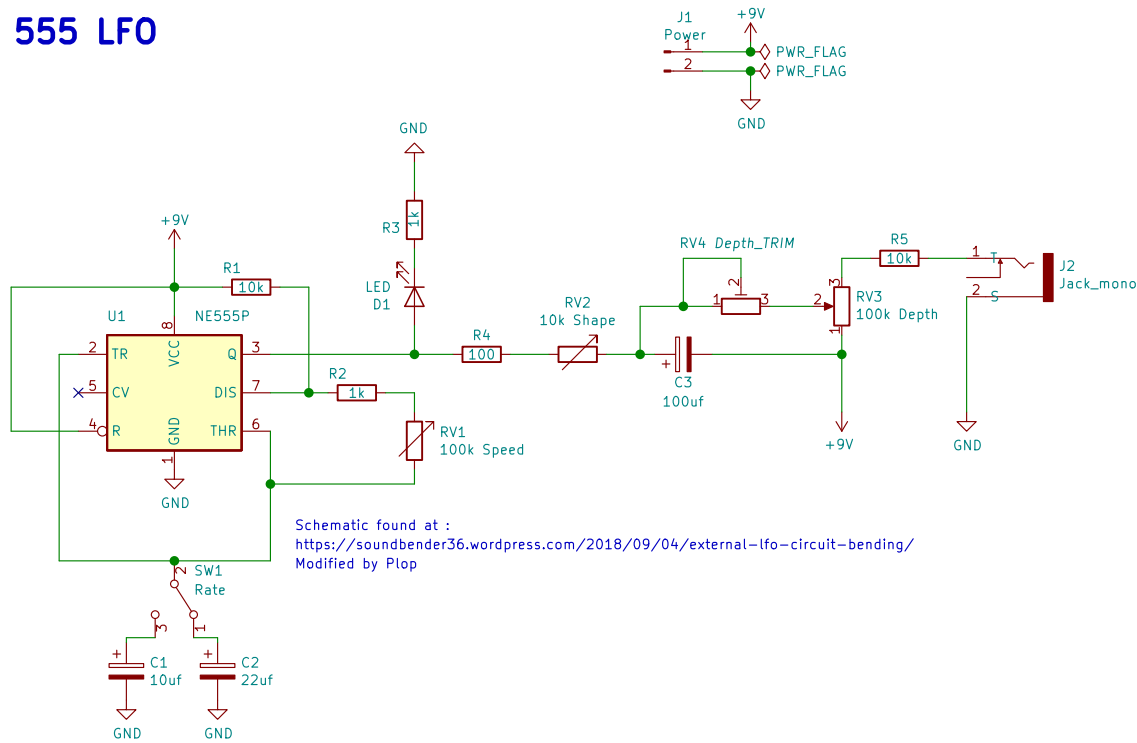 555 LFO
J1
Power
+9V
1
PWR_FLAG
2
PWR_FLAG
GND
GND
R3
1k
+9V
R1
10k
LED
D1
RV4 Depth_TRIM
2
1
3
R5
10k
1
T
J2
Jack_mono
2
S
3
2
RV3
100k Depth
1
RV2
10k Shape
U1
NE555P
8
VCC
2
TR
Q
3
R4
100
+
C3
100uf
5
CV
DIS
7
R2
1k
4
R
GND
THR
6
RV1
100k Speed
+9V
GND
1
GND
Schematic found at :
https://soundbender36.wordpress.com/2018/09/04/external-lfo-circuit-bending/
Modified by Plop
2
SW1
Rate
3
1
+
C1
10uf
+
C2
22uf
GND
GND